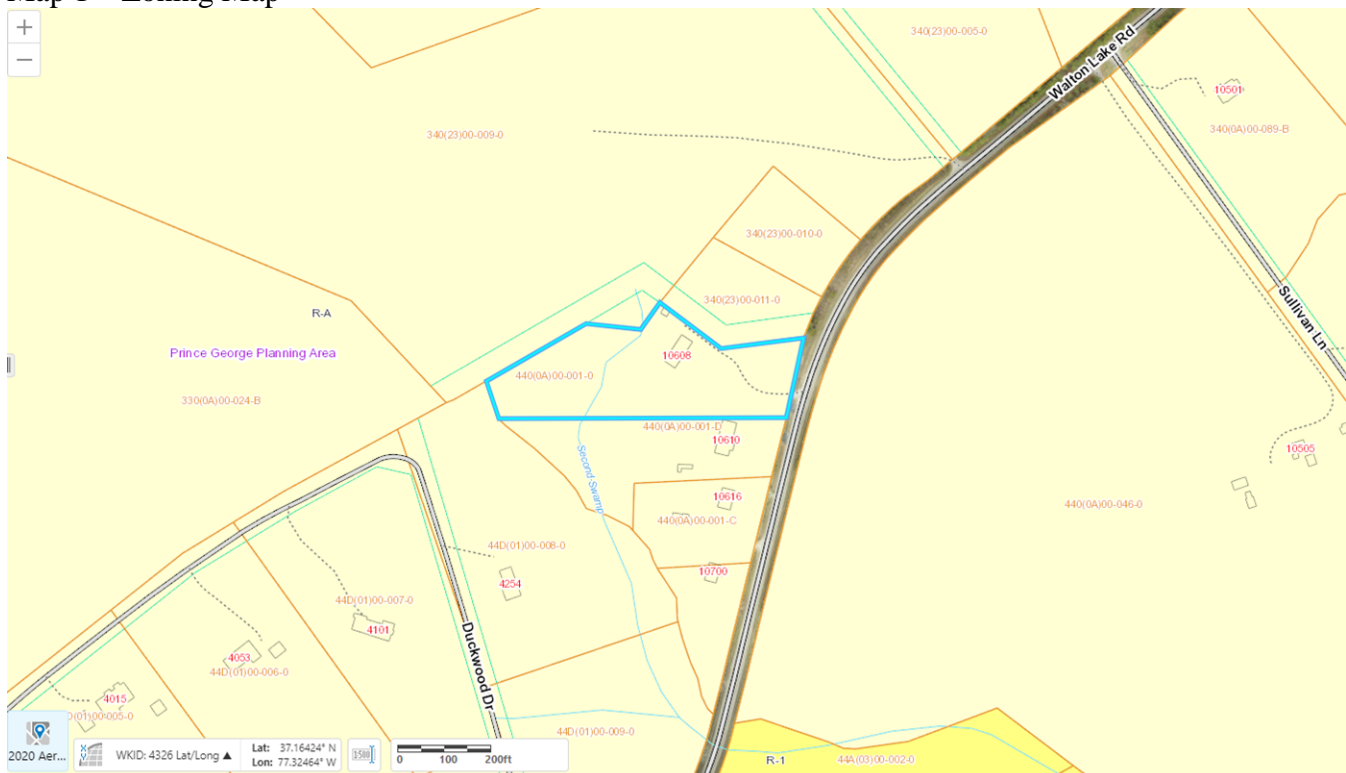 Map 1 – Zoning Map
340(23)00-005-0
Walton Lake Rd
10501
340(0A)00-089-B
340(23)00-009-0
340(23)00-010-0
340(23)00-011-0
Sullivan Ln
R-A
Prince George Planning Area
10608
440(0A)00-001-0
330(0A)00-024-B
440(0A)00-001-D
10610
10505
Second Swamp
10616
440(0A)00-046-0
440(0A)00-001-C
44D(01)00-008-0
10700
4254
44D(01)00-007-0
4101
Duckwood Dr
4053
44D(01)00-006-0
4015
D(01)00-005-0
44D(01)00-009-0
2020 Aer...
WKID: 4326 Lat/Long ▲
Lat: 37.16424° N
Lon: 77.32464° W
0 100 200ft
R-1
44A(03)00-002-0